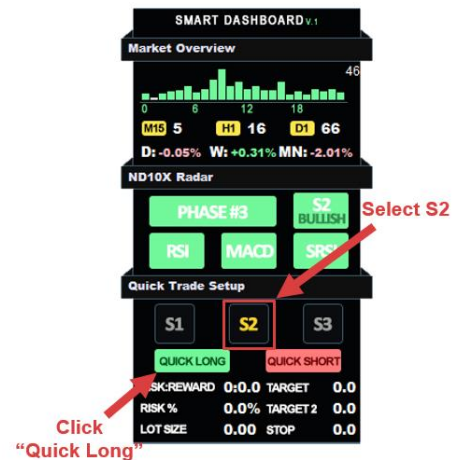 SMART DASHBOARD V.1
Market Overview
46
0 6 12 18
M15 5 H1 16 D1 66
D: -0.05% W: +0.31% MN: -2.01%
ND10X Radar
PHASE #3 S2 BULLISH
Select S2
RSI MACD SRSI
Quick Trade Setup
S1 S2 S3
QUICK LONG QUICK SHORT
SK:REWARD 0:0.0 TARGET 0.0
RISK % 0.0% TARGET 2 0.0
LOT SIZE 0.00 STOP 0.0
Click
“Quick Long”